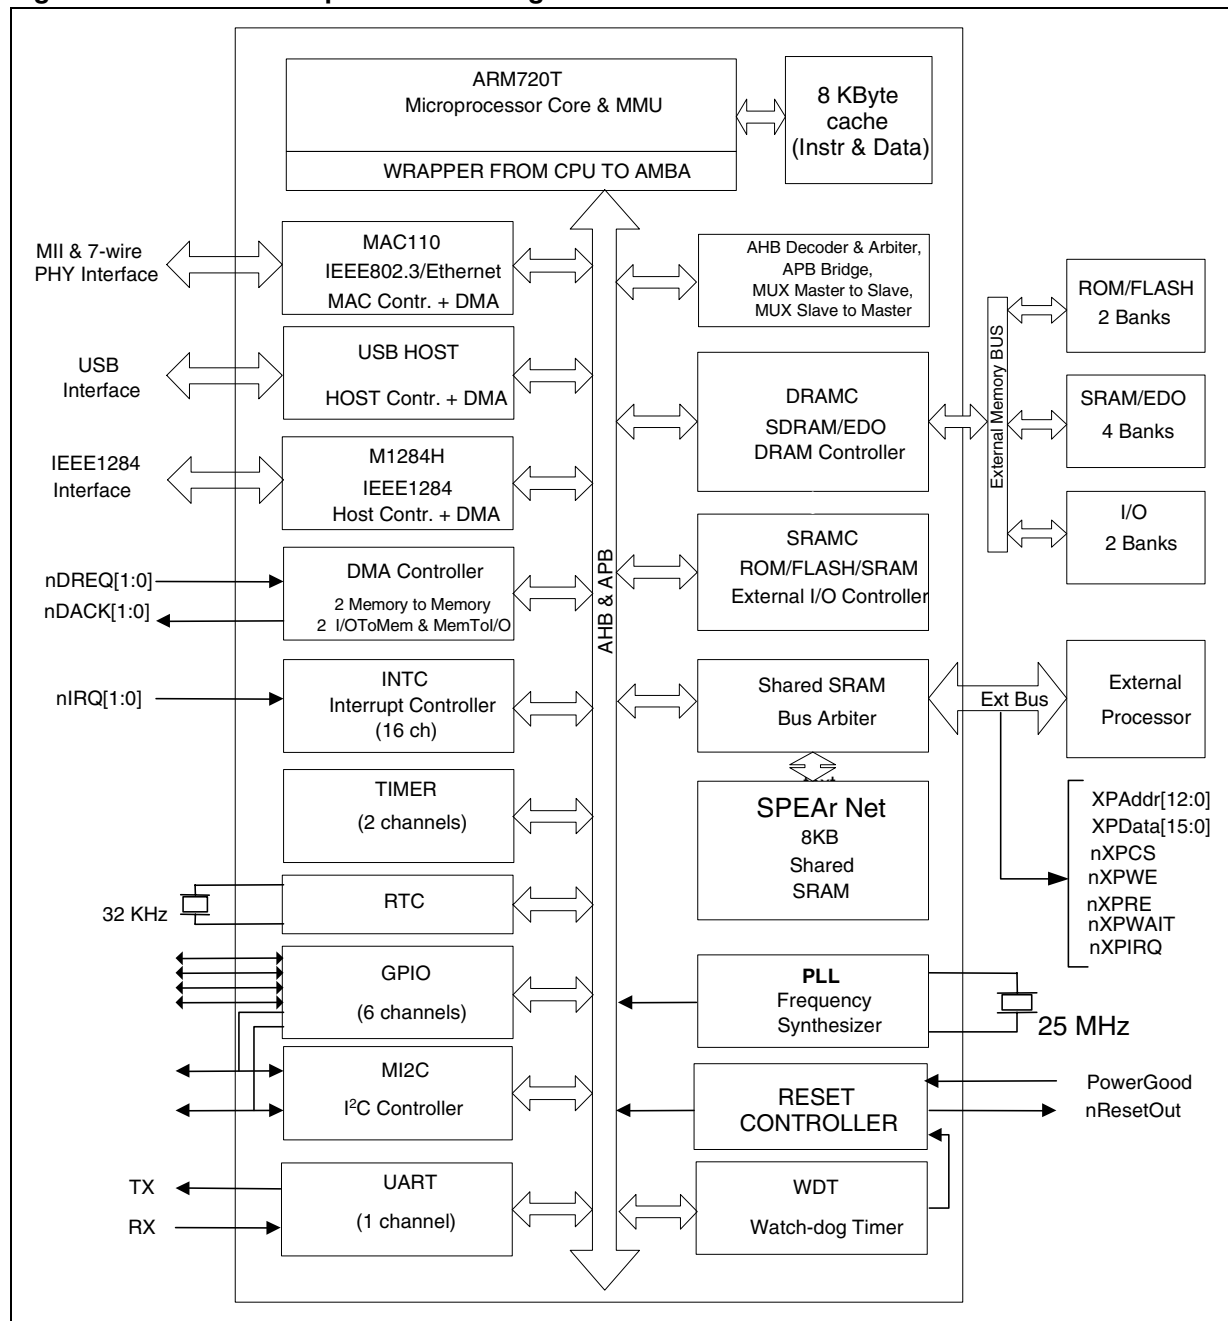 ARM720T
Microprocessor Core & MMU
WRAPPER FROM CPU TO AMBA
8 KByte
cache
(Instr & Data)
MII & 7-wire
PHY Interface
MAC110
IEEE802.3/Ethernet
MAC Contr. + DMA
AHB Decoder & Arbiter,
APB Bridge,
MUX Master to Slave,
MUX Slave to Master
USB
Interface
USB HOST
HOST Contr. + DMA
DRAMC
SDRAM/EDO
DRAM Controller
External Memory BUS
ROM/FLASH
2 Banks
SRAM/EDO
4 Banks
I/O
2 Banks
IEEE1284
Interface
M1284H
IEEE1284
Host Contr. + DMA
SRAMC
ROM/FLASH/SRAM
External I/O Controller
nDREQ[1:0]
nDACK[1:0]
DMA Controller
2 Memory to Memory
2 I/OToMem & MemToI/O
AHB & APB
nIRQ[1:0]
INTC
Interrupt Controller
(16 ch)
Shared SRAM
Bus Arbiter
Ext Bus
External
Processor
TIMER
(2 channels)
SPEAr Net
8KB
Shared
SRAM
XPAddr[12:0]
XPData[15:0]
nXPCS
nXPWE
nXPRE
nXPWAIT
nXPIRQ
32 KHz
RTC
GPIO
(6 channels)
PLL
Frequency
Synthesizer
25 MHz
MI2C
I²C Controller
RESET
CONTROLLER
PowerGood
nResetOut
TX
RX
UART
(1 channel)
WDT
Watch-dog Timer